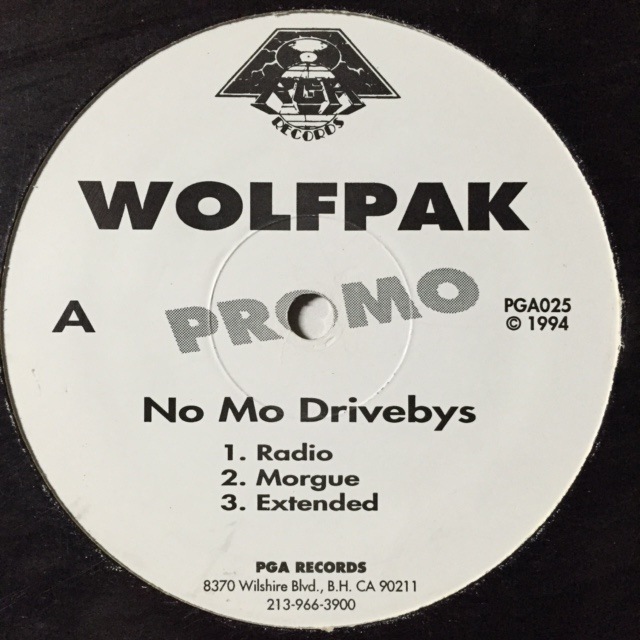 PGA
RECORDS
WOLFPAK
PROMO
A
PGA025
© 1994
No Mo Drivebys
1. Radio
2. Morgue
3. Extended
PGA RECORDS
8370 Wilshire Blvd., B.H. CA 90211
213-966-3900